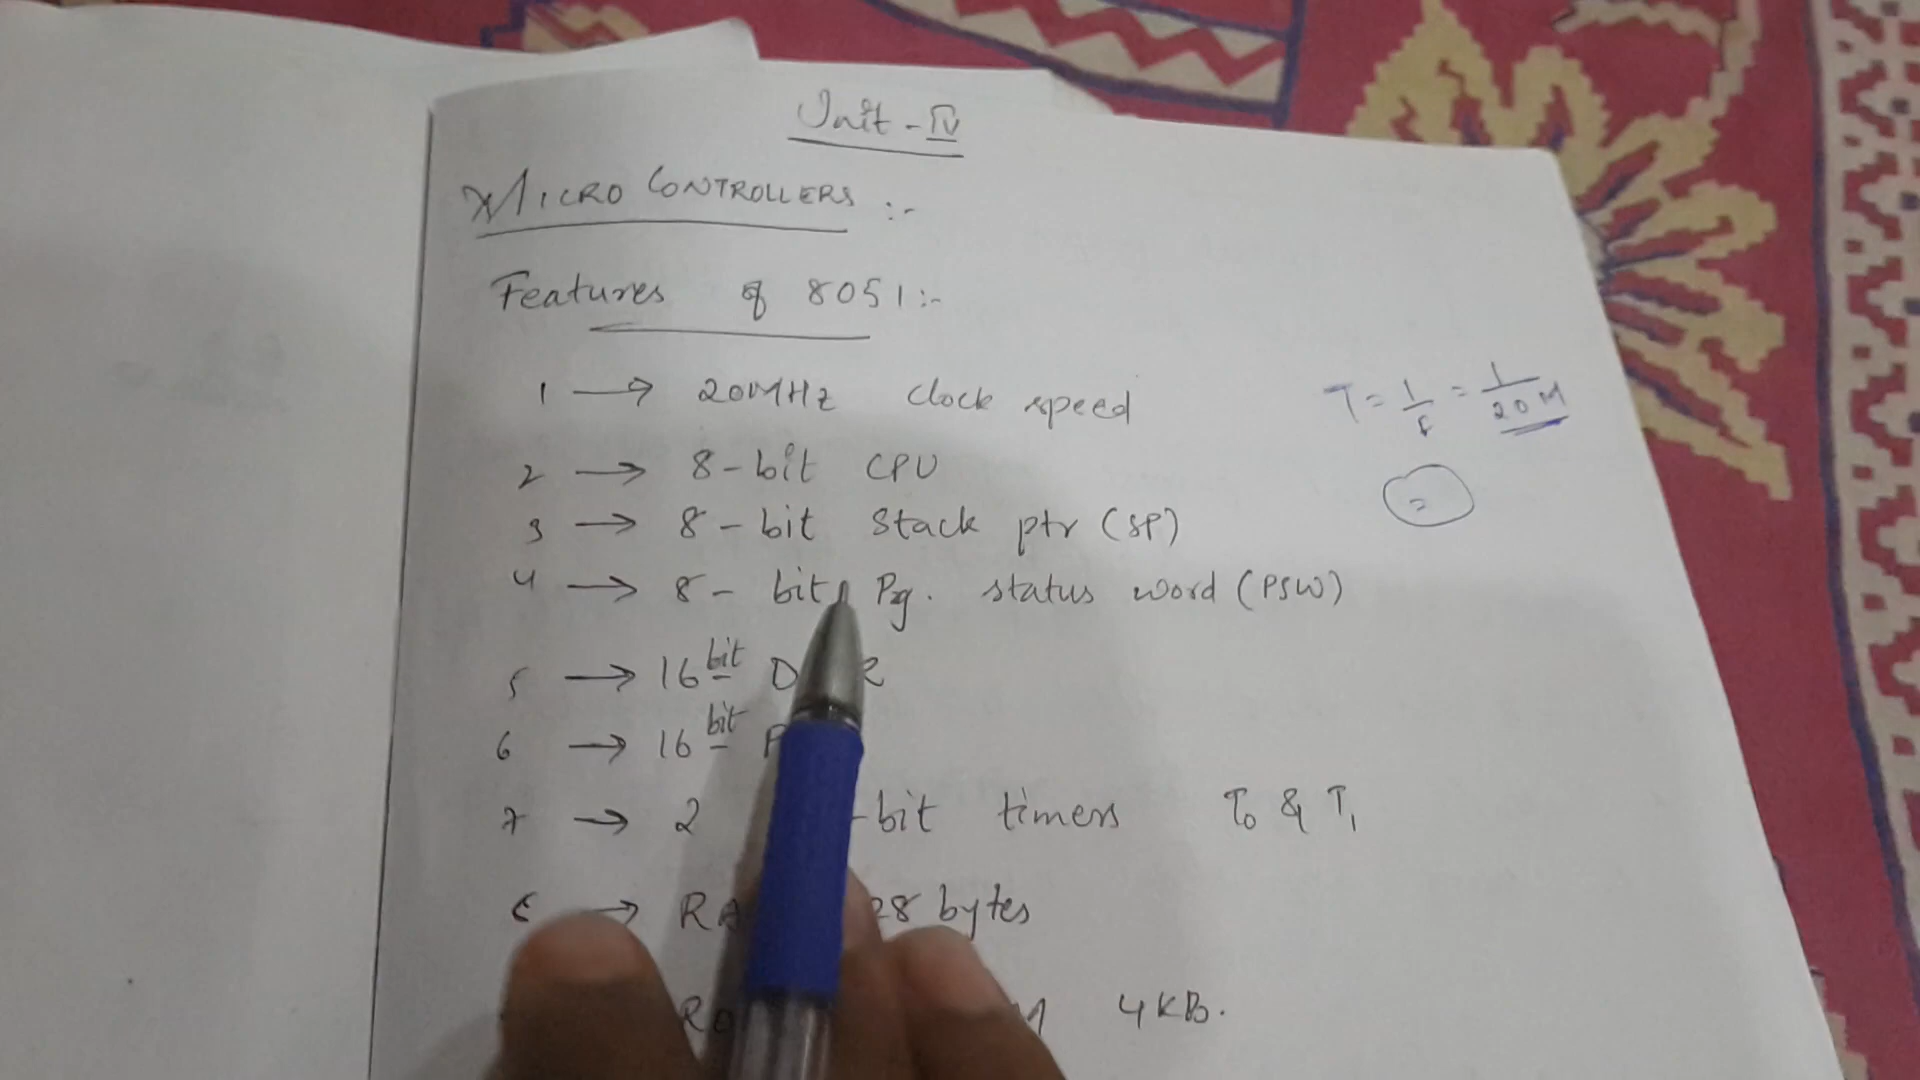 Unit - IV
MICRO CONTROLLERS :-
Features of 8051 :-
1 → 20MHz Clock speed
T = 1/f = 1/20M
=
2 → 8-bit CPU
3 → 8-bit Stack ptr (SP)
4 → 8-bit Pg. status word (PSW)
5 → 16 bit
6 → 16 bit
7 → 2 -bit timers T0 & T1
→ bytes
4KB.